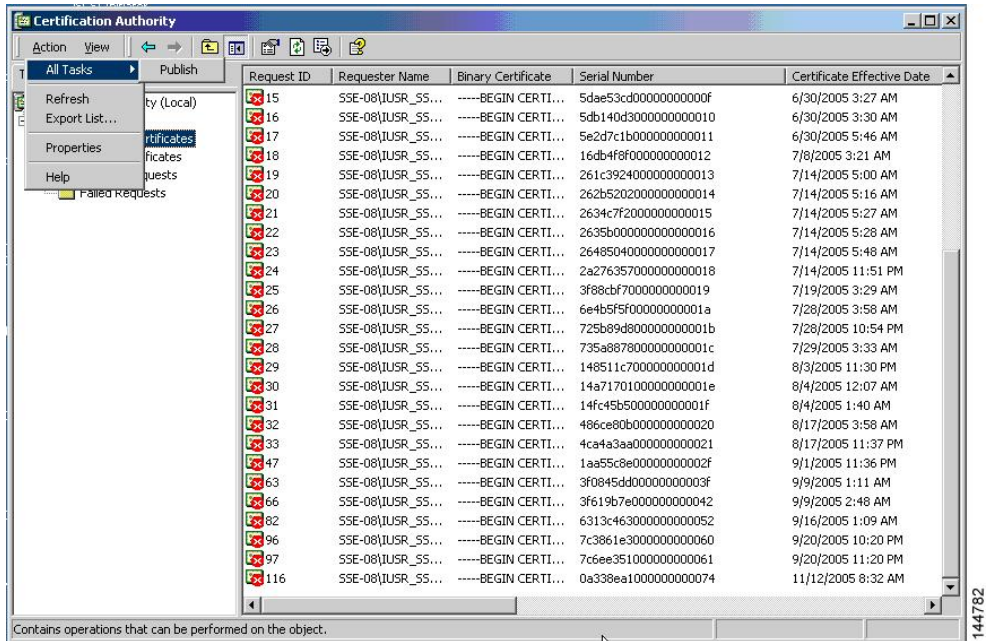 Certification Authority
Action View
All Tasks Publish
Refresh
Export List...
Properties
Help
ty (Local)
rtificates
ficates
quests
Failed Requests
Request ID Requester Name Binary Certificate Serial Number Certificate Effective Date
15 SSE-08\IUSR_SS... -----BEGIN CERTI... 5dae53cd00000000000f 6/30/2005 3:27 AM
16 SSE-08\IUSR_SS... -----BEGIN CERTI... 5db140d3000000000010 6/30/2005 3:30 AM
17 SSE-08\IUSR_SS... -----BEGIN CERTI... 5e2d7c1b000000000011 6/30/2005 5:46 AM
18 SSE-08\IUSR_SS... -----BEGIN CERTI... 16db4f8f000000000012 7/8/2005 3:21 AM
19 SSE-08\IUSR_SS... -----BEGIN CERTI... 261c3924000000000013 7/14/2005 5:00 AM
20 SSE-08\IUSR_SS... -----BEGIN CERTI... 262b5202000000000014 7/14/2005 5:16 AM
21 SSE-08\IUSR_SS... -----BEGIN CERTI... 2634c7f2000000000015 7/14/2005 5:27 AM
22 SSE-08\IUSR_SS... -----BEGIN CERTI... 2635b000000000000016 7/14/2005 5:28 AM
23 SSE-08\IUSR_SS... -----BEGIN CERTI... 26485040000000000017 7/14/2005 5:48 AM
24 SSE-08\IUSR_SS... -----BEGIN CERTI... 2a276357000000000018 7/14/2005 11:51 PM
25 SSE-08\IUSR_SS... -----BEGIN CERTI... 3f88cbf7000000000019 7/19/2005 3:29 AM
26 SSE-08\IUSR_SS... -----BEGIN CERTI... 6e4b5f5f00000000001a 7/28/2005 3:58 AM
27 SSE-08\IUSR_SS... -----BEGIN CERTI... 725b89d800000000001b 7/28/2005 10:54 PM
28 SSE-08\IUSR_SS... -----BEGIN CERTI... 735a887800000000001c 7/29/2005 3:33 AM
29 SSE-08\IUSR_SS... -----BEGIN CERTI... 148511c700000000001d 8/3/2005 11:30 PM
30 SSE-08\IUSR_SS... -----BEGIN CERTI... 14a7170100000000001e 8/4/2005 12:07 AM
31 SSE-08\IUSR_SS... -----BEGIN CERTI... 14fc45b500000000001f 8/4/2005 1:40 AM
32 SSE-08\IUSR_SS... -----BEGIN CERTI... 486ce80b000000000020 8/17/2005 3:58 AM
33 SSE-08\IUSR_SS... -----BEGIN CERTI... 4ca4a3aa000000000021 8/17/2005 11:37 PM
47 SSE-08\IUSR_SS... -----BEGIN CERTI... 1aa55c8e00000000002f 9/1/2005 11:36 PM
63 SSE-08\IUSR_SS... -----BEGIN CERTI... 3f0845dd00000000003f 9/9/2005 1:11 AM
66 SSE-08\IUSR_SS... -----BEGIN CERTI... 3f619b7e000000000042 9/9/2005 2:48 AM
82 SSE-08\IUSR_SS... -----BEGIN CERTI... 6313c463000000000052 9/16/2005 1:09 AM
96 SSE-08\IUSR_SS... -----BEGIN CERTI... 7c3861e3000000000060 9/20/2005 10:20 PM
97 SSE-08\IUSR_SS... -----BEGIN CERTI... 7c6ee351000000000061 9/20/2005 11:20 PM
116 SSE-08\IUSR_SS... -----BEGIN CERTI... 0a338ea1000000000074 11/12/2005 8:32 AM
Contains operations that can be performed on the object.
144782